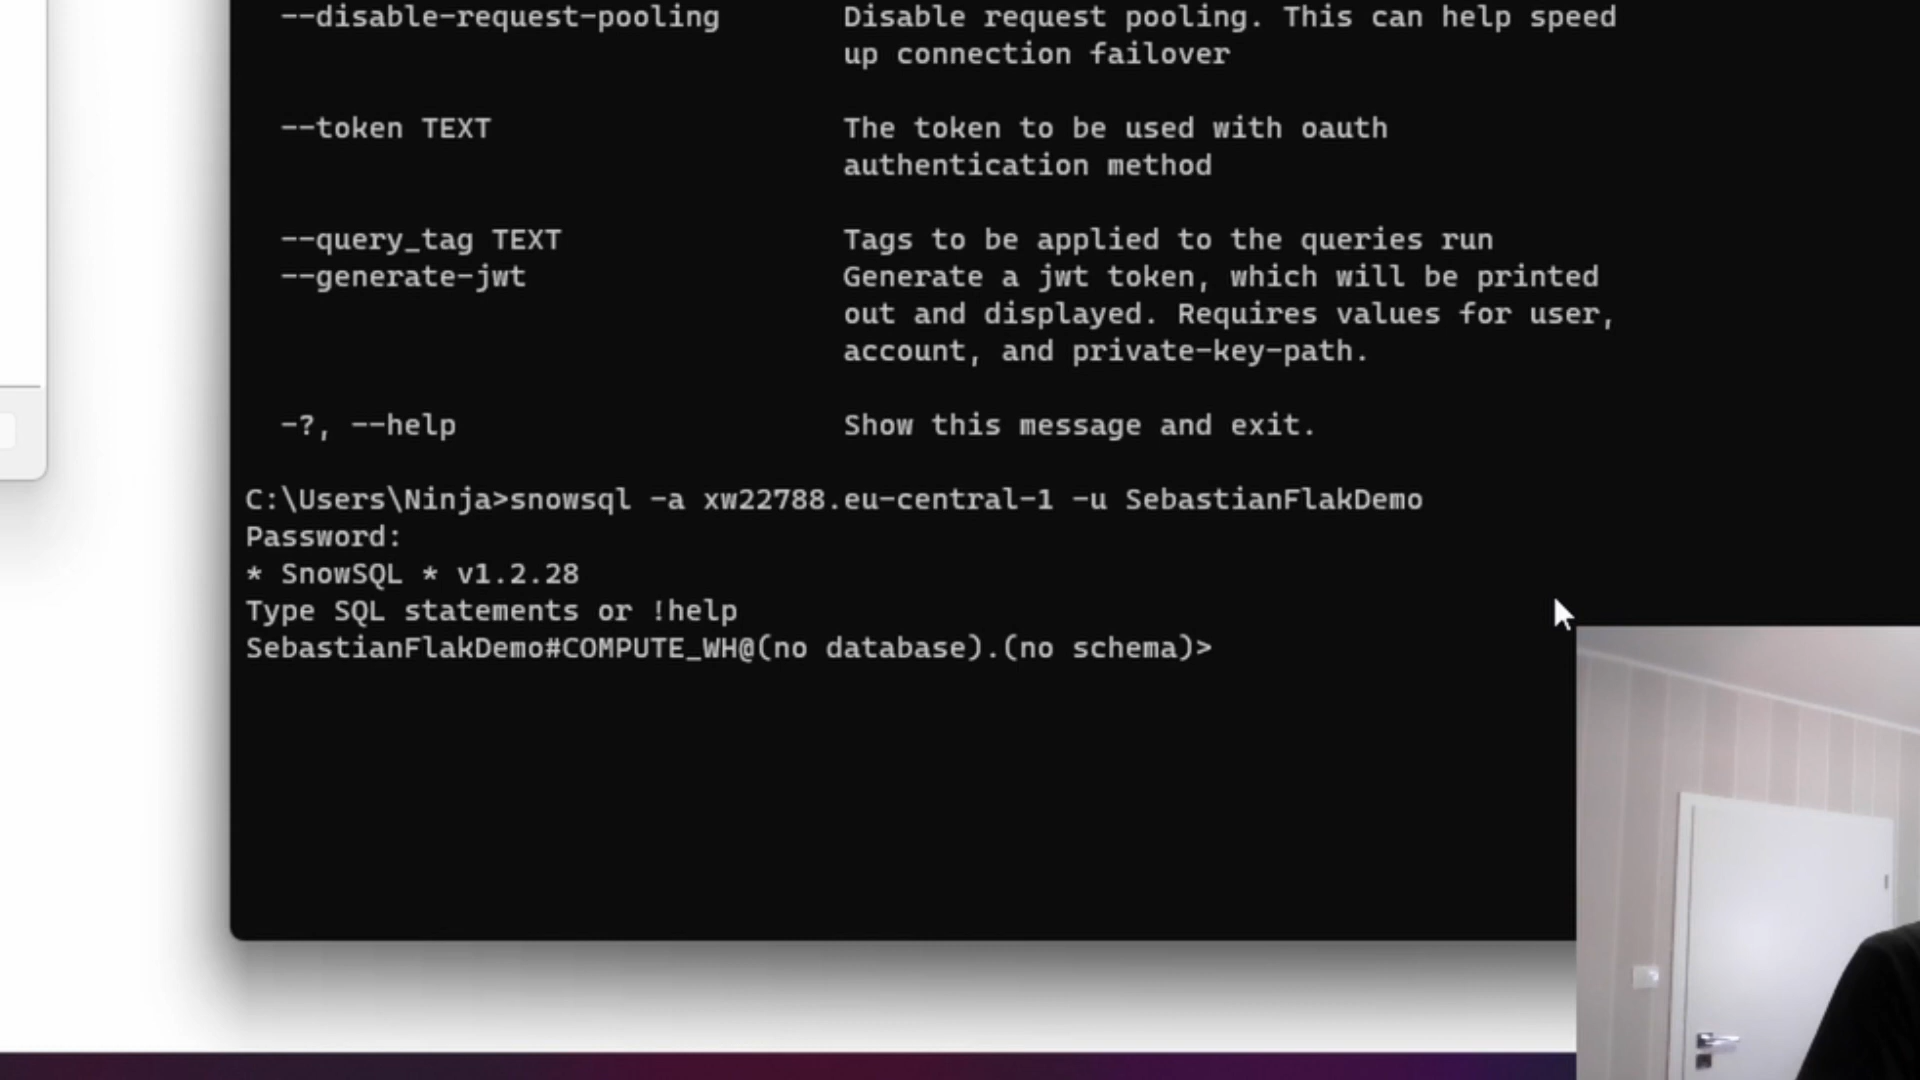 --disable-request-pooling Disable request pooling. This can help speed
up connection failover
--token TEXT The token to be used with oauth
authentication method
--query_tag TEXT Tags to be applied to the queries run
--generate-jwt Generate a jwt token, which will be printed
out and displayed. Requires values for user,
account, and private-key-path.
-?, --help Show this message and exit.
C:\Users\Ninja>snowsql -a xw22788.eu-central-1 -u SebastianFlakDemo
Password:
* SnowSQL * v1.2.28
Type SQL statements or !help
SebastianFlakDemo#COMPUTE_WH@(no database).(no schema)>